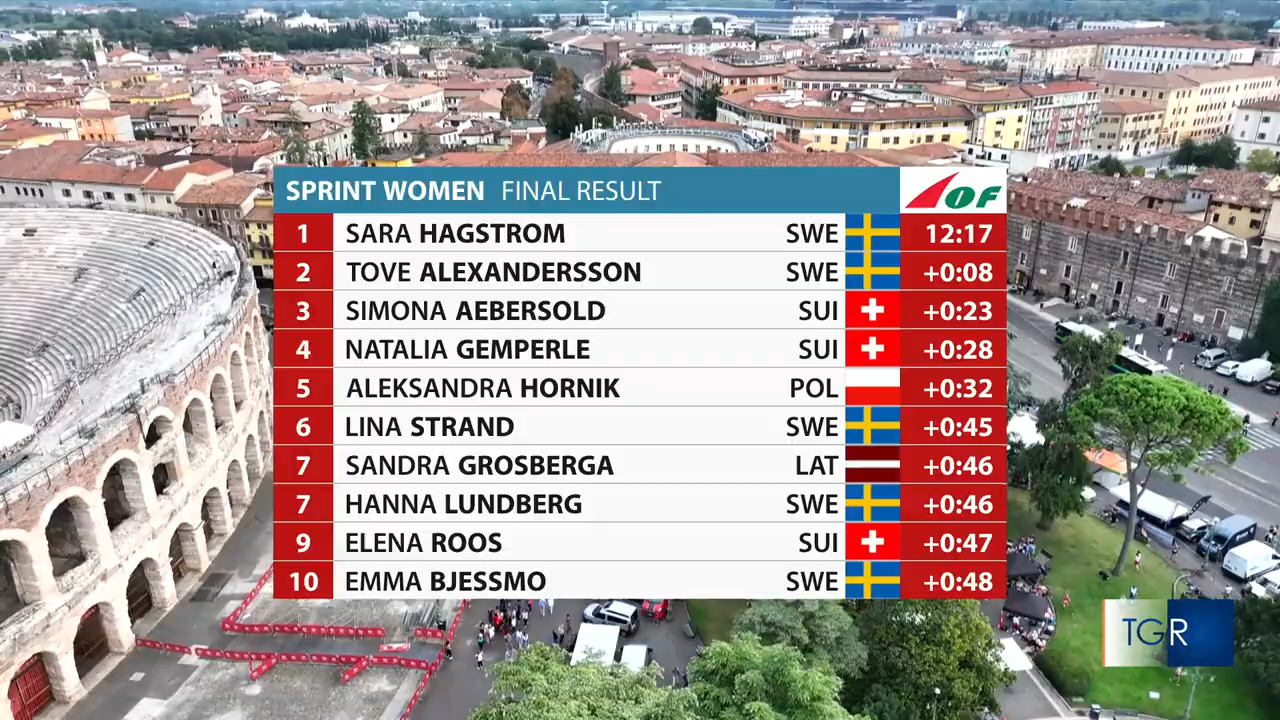 SPRINT WOMEN FINAL RESULT IOF
1 SARA HAGSTROM SWE 12:17
2 TOVE ALEXANDERSSON SWE +0:08
3 SIMONA AEBERSOLD SUI +0:23
4 NATALIA GEMPERLE SUI +0:28
5 ALEKSANDRA HORNIK POL +0:32
6 LINA STRAND SWE +0:45
7 SANDRA GROSBERGA LAT +0:46
7 HANNA LUNDBERG SWE +0:46
9 ELENA ROOS SUI +0:47
10 EMMA BJESSMO SWE +0:48
TGR